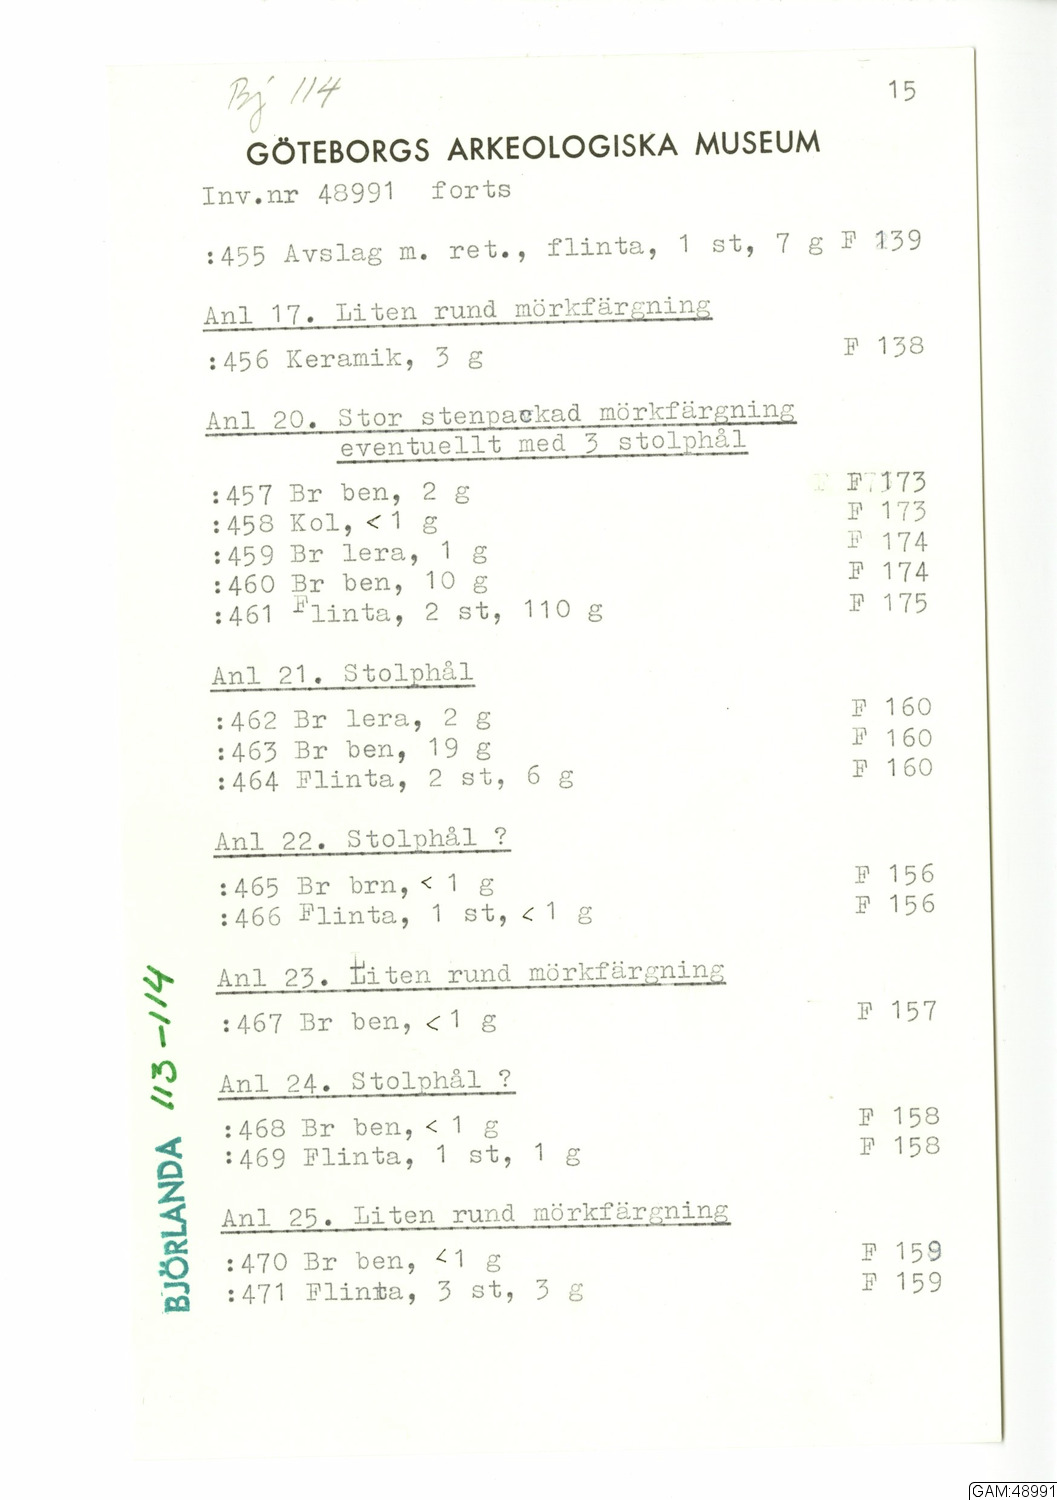 Bj 114
15
GÖTEBORGS ARKEOLOGISKA MUSEUM
Inv.nr 48991 forts
:455 Avslag m. ret., flinta, 1 st, 7 g F 139
Anl 17. Liten rund mörkfärgning
:456 Keramik, 3 g F 138
Anl 20. Stor stenpackad mörkfärgning
eventuellt med 3 stolphål
:457 Br ben, 2 g F 173
:458 Kol, <1 g F 173
:459 Br lera, 1 g F 174
:460 Br ben, 10 g F 174
:461 Flinta, 2 st, 110 g F 175
Anl 21. Stolphål
:462 Br lera, 2 g F 160
:463 Br ben, 19 g F 160
:464 Flinta, 2 st, 6 g F 160
Anl 22. Stolphål ?
:465 Br brn, < 1 g F 156
:466 Flinta, 1 st, <1 g F 156
Anl 23. Liten rund mörkfärgning
:467 Br ben, <1 g F 157
Anl 24. Stolphål ?
:468 Br ben, < 1 g F 158
:469 Flinta, 1 st, 1 g F 158
Anl 25. Liten rund mörkfärgning
:470 Br ben, <1 g F 159
:471 Flinta, 3 st, 3 g F 159
BJÖRLANDA 113-114
GAM:48991